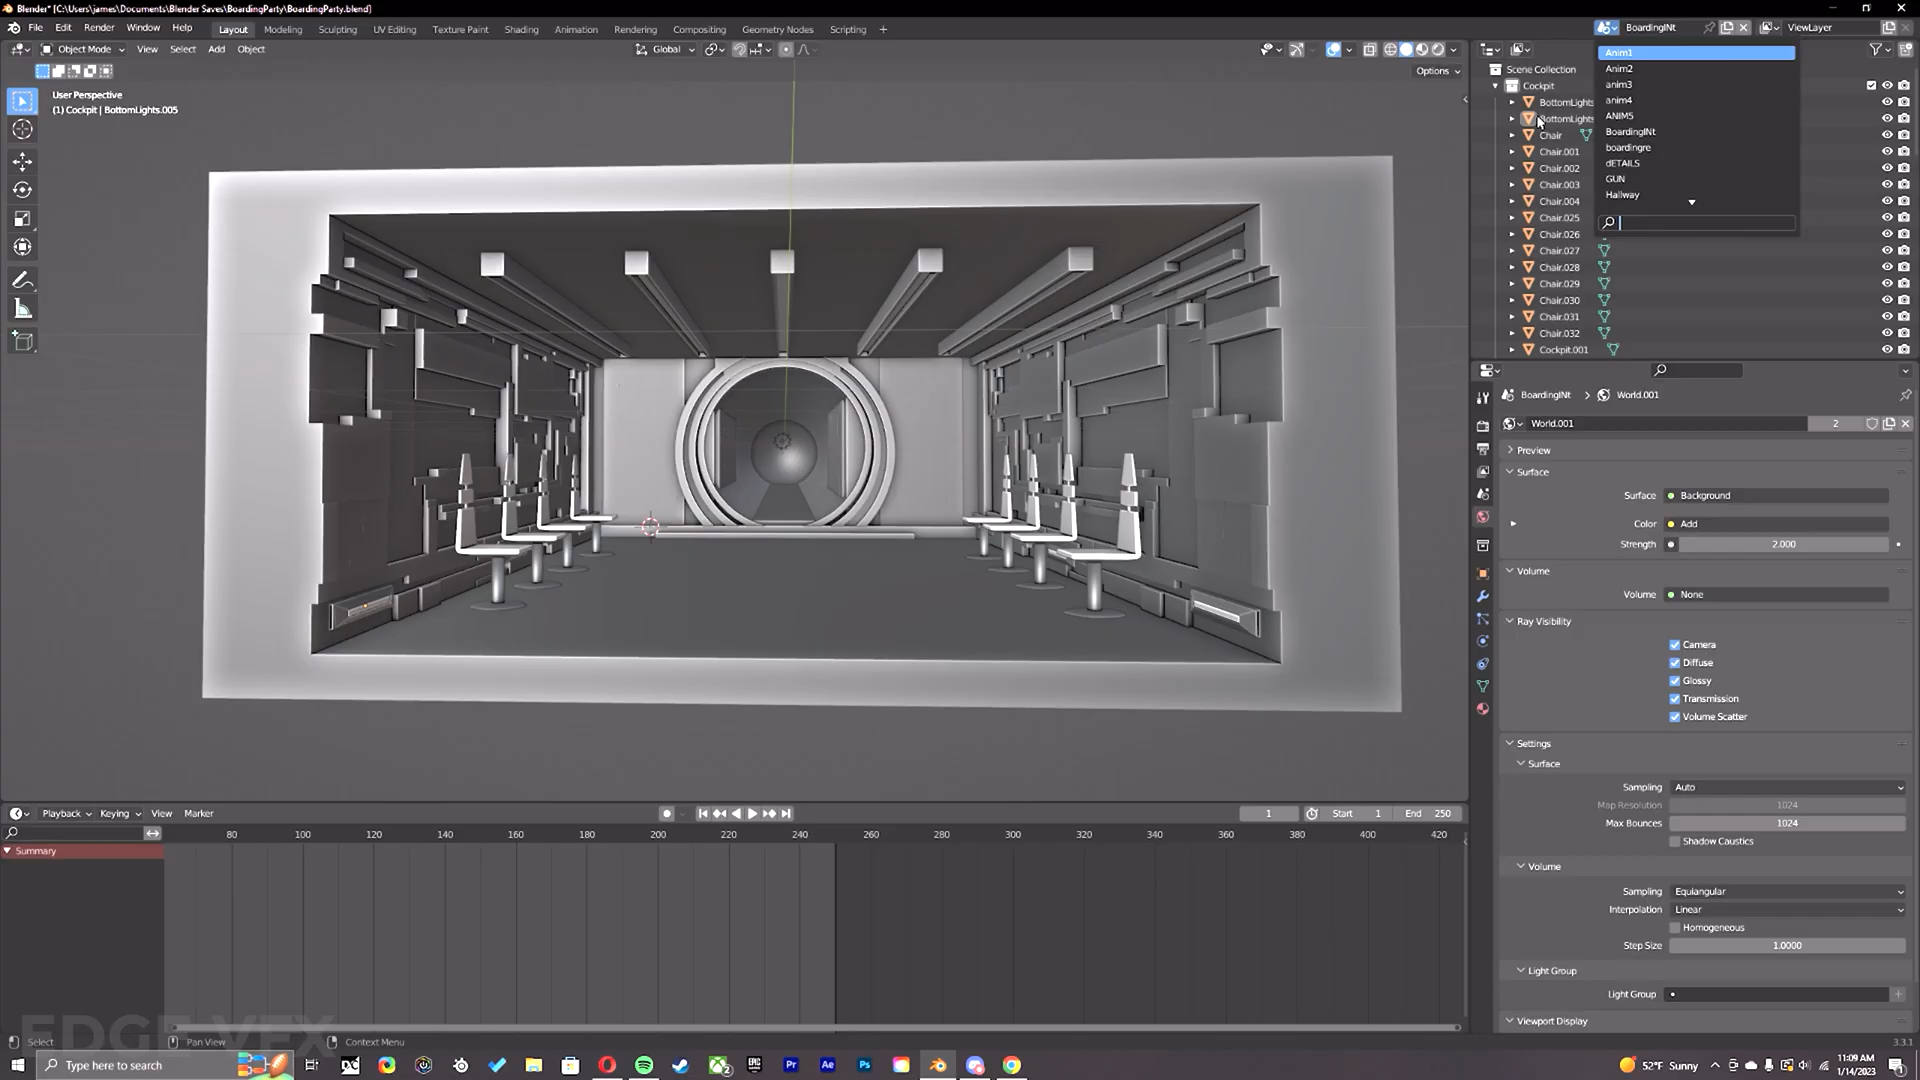 Blender* [C:\Users\james\Documents\Blender Saves\BoardingParty\BoardingParty.blend]
File Edit Render Window Help Layout Modeling Sculpting UV Editing Texture Paint Shading Animation Rendering Compositing Geometry Nodes Scripting + BoardingINt ViewLayer
Object Mode View Select Add Object Global
Options
User Perspective
(1) Cockpit | BottomLights.005
Anim1
Anim2
anim3
anim4
ANIM5
BoardingINt
boardingre
dETAILS
GUN
Hallway
Scene Collection
Cockpit
BottomLights
BottomLights
Chair
Chair.001
Chair.002
Chair.003
Chair.004
Chair.025
Chair.026
Chair.027
Chair.028
Chair.029
Chair.030
Chair.031
Chair.032
Cockpit.001
BoardingINt > World.001
World.001 2
Preview
Surface
Surface Background
Color Add
Strength 2.000
Volume
Volume None
Ray Visibility
Camera
Diffuse
Glossy
Transmission
Volume Scatter
Settings
Surface
Sampling Auto
Map Resolution 1024
Max Bounces 1024
Shadow Caustics
Volume
Sampling Equiangular
Interpolation Linear
Homogeneous
Step Size 1.0000
Light Group
Light Group
Viewport Display
Playback Keying View Marker 1 Start 1 End 250
80 100 120 140 160 180 200 220 240 260 280 300 320 340 360 380 400 420
Summary
EDGE VFX
Select Pan View Context Menu 3.3.1
Type here to search 52°F Sunny 11:09 AM
1/14/2023